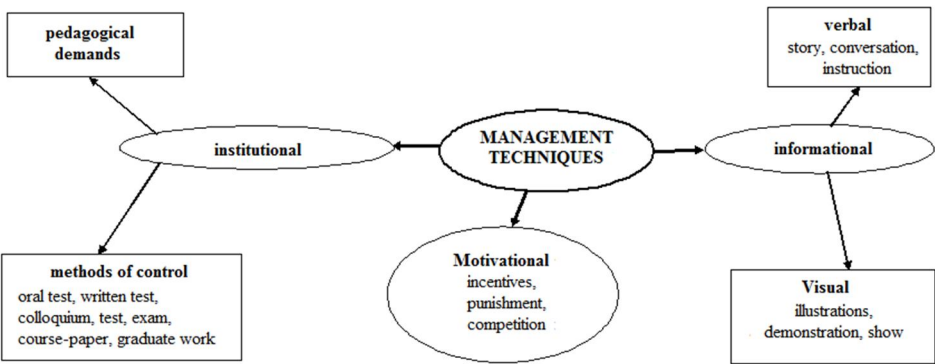 pedagogical
demands
verbal
story, conversation,
instruction
institutional
MANAGEMENT
TECHNIQUES
informational
methods of control
oral test, written test,
colloquium, test, exam,
course-paper, graduate work
Motivational
incentives,
punishment,
competition
Visual
illustrations,
demonstration, show